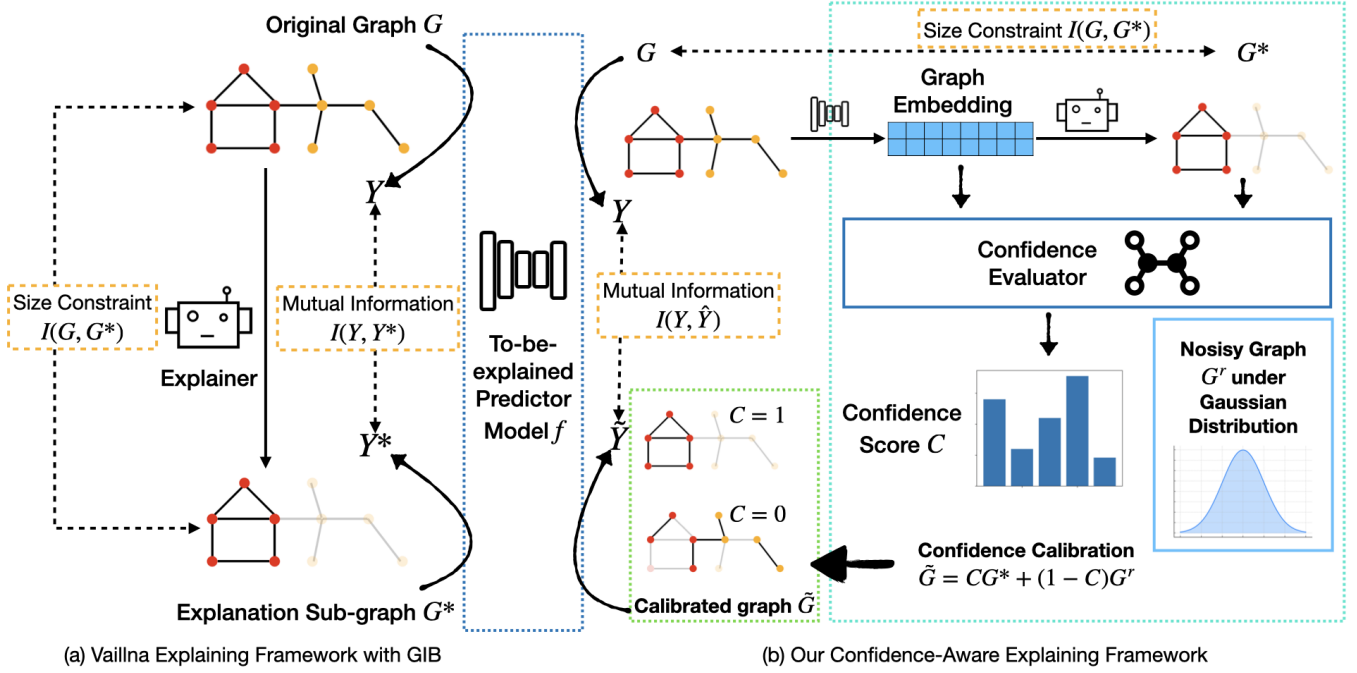 Original Graph G
Y
Size Constraint
I(G, G*)
Explainer
Mutual Information
I(Y, Y*)
Y*
Explanation Sub-graph G*
(a) Vaillna Explaining Framework with GIB
To-be-
explained
Predictor
Model f
G
Size Constraint I(G, G*)
G*
Graph
Embedding
Y
Confidence
Evaluator
Mutual Information
I(Y, Ŷ)
Ỹ
C = 1
C = 0
Calibrated graph G̃
Confidence
Score C
Nosisy Graph
Gʳ under
Gaussian
Distribution
Confidence Calibration
G̃ = CG* + (1 − C)Gʳ
(b) Our Confidence-Aware Explaining Framework